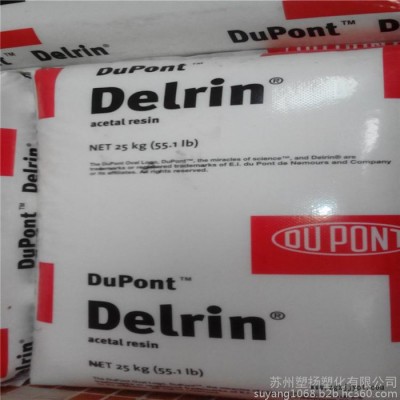 DuPont™
DuPont™
Delrin®
acetal resin
NET 25 kg (55.1 lb)
The DuPont Oval Logo, DuPont™, the miracles of science™, and Delrin® are
trademarks or registered trademarks of E.I. du Pont de Nemours and Company
or its affiliates. All rights reserved.
Delrin®
DU PONT
DuPont™
Delrin®
acetal resin
NET 25 kg (55.1 lb)
苏州塑扬塑化有限公司
suyang1068.b2b.hc360.com